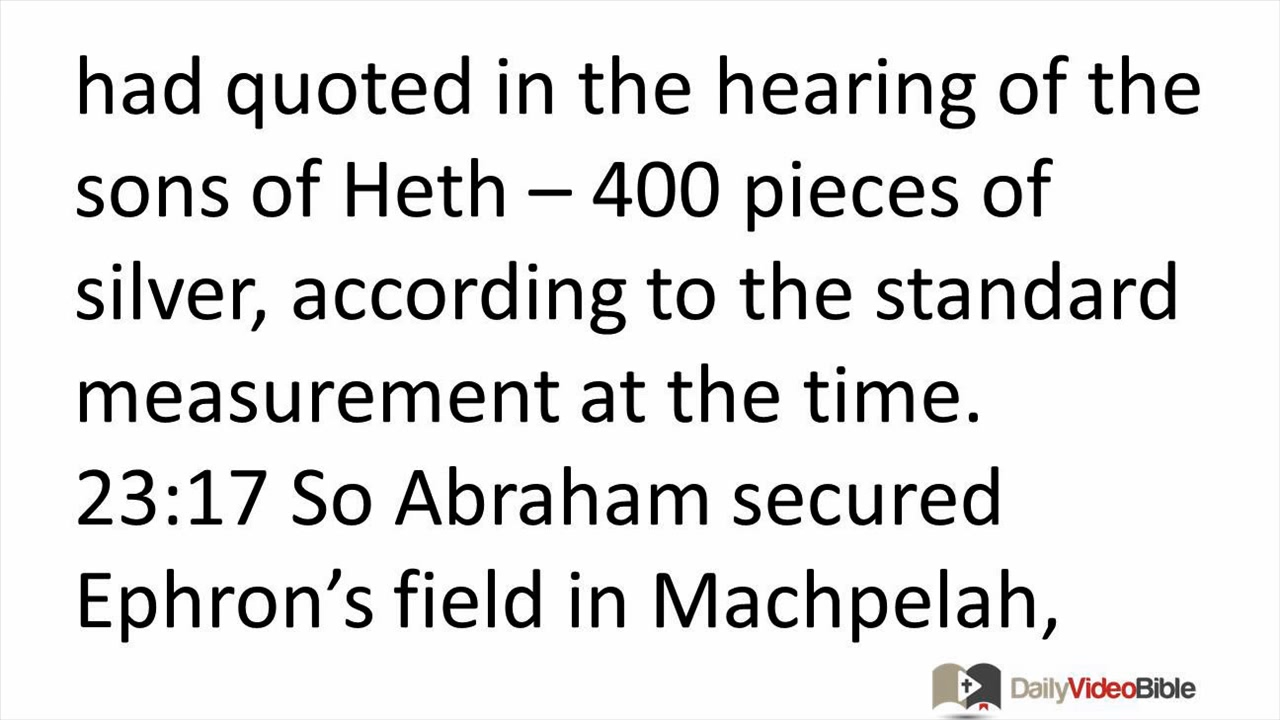 had quoted in the hearing of the
sons of Heth – 400 pieces of
silver, according to the standard
measurement at the time.
23:17 So Abraham secured
Ephron’s field in Machpelah,
DailyVideoBible